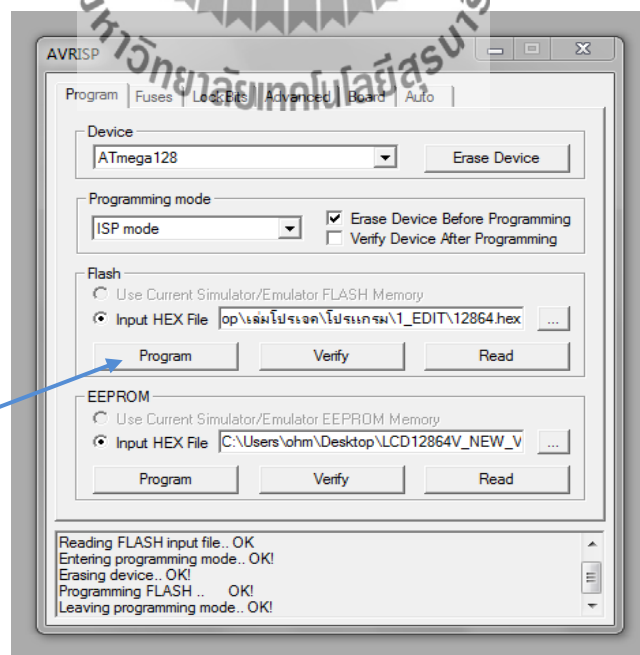 AVRISP
มหาวิทยาลัยเทคโนโลยีสุรนารี
Program Fuses LockBits Advanced Board Auto
Device
ATmega128 Erase Device
Programming mode
ISP mode Erase Device Before Programming
Verify Device After Programming
Flash
Use Current Simulator/Emulator FLASH Memory
Input HEX File op\เล่มโปรเจค\โปรแกรม\1_EDIT\12864.hex ...
Program Verify Read
EEPROM
Use Current Simulator/Emulator EEPROM Memory
Input HEX File C:\Users\ohm\Desktop\LCD12864V_NEW_V ...
Program Verify Read
Reading FLASH input file.. OK
Entering programming mode.. OK!
Erasing device.. OK!
Programming FLASH .. OK!
Leaving programming mode.. OK!